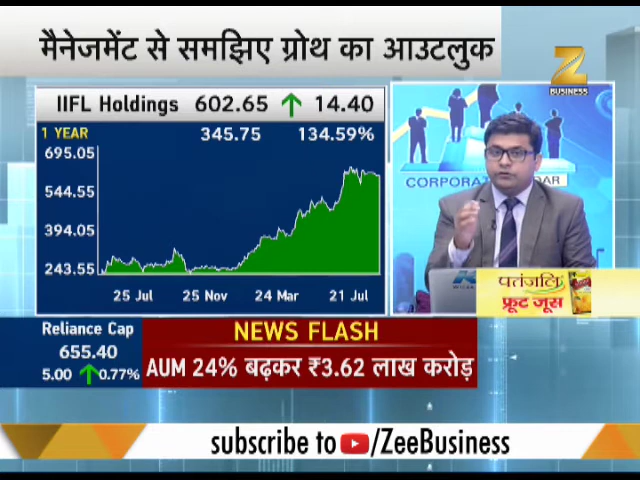 मैनेजमेंट से समझिए ग्रोथ का आउटलुक
Z
BUSINESS
IIFL Holdings 602.65 14.40
1 YEAR 345.75 134.59%
695.05
544.55
394.05
243.55
25 Jul 25 Nov 24 Mar 21 Jul
CORPORATE
DAR
पतंजलि
फ्रूट जूस
Reliance Cap
655.40
5.00 0.77%
NEWS FLASH
AUM 24% बढ़कर ₹3.62 लाख करोड़
subscribe to /ZeeBusiness